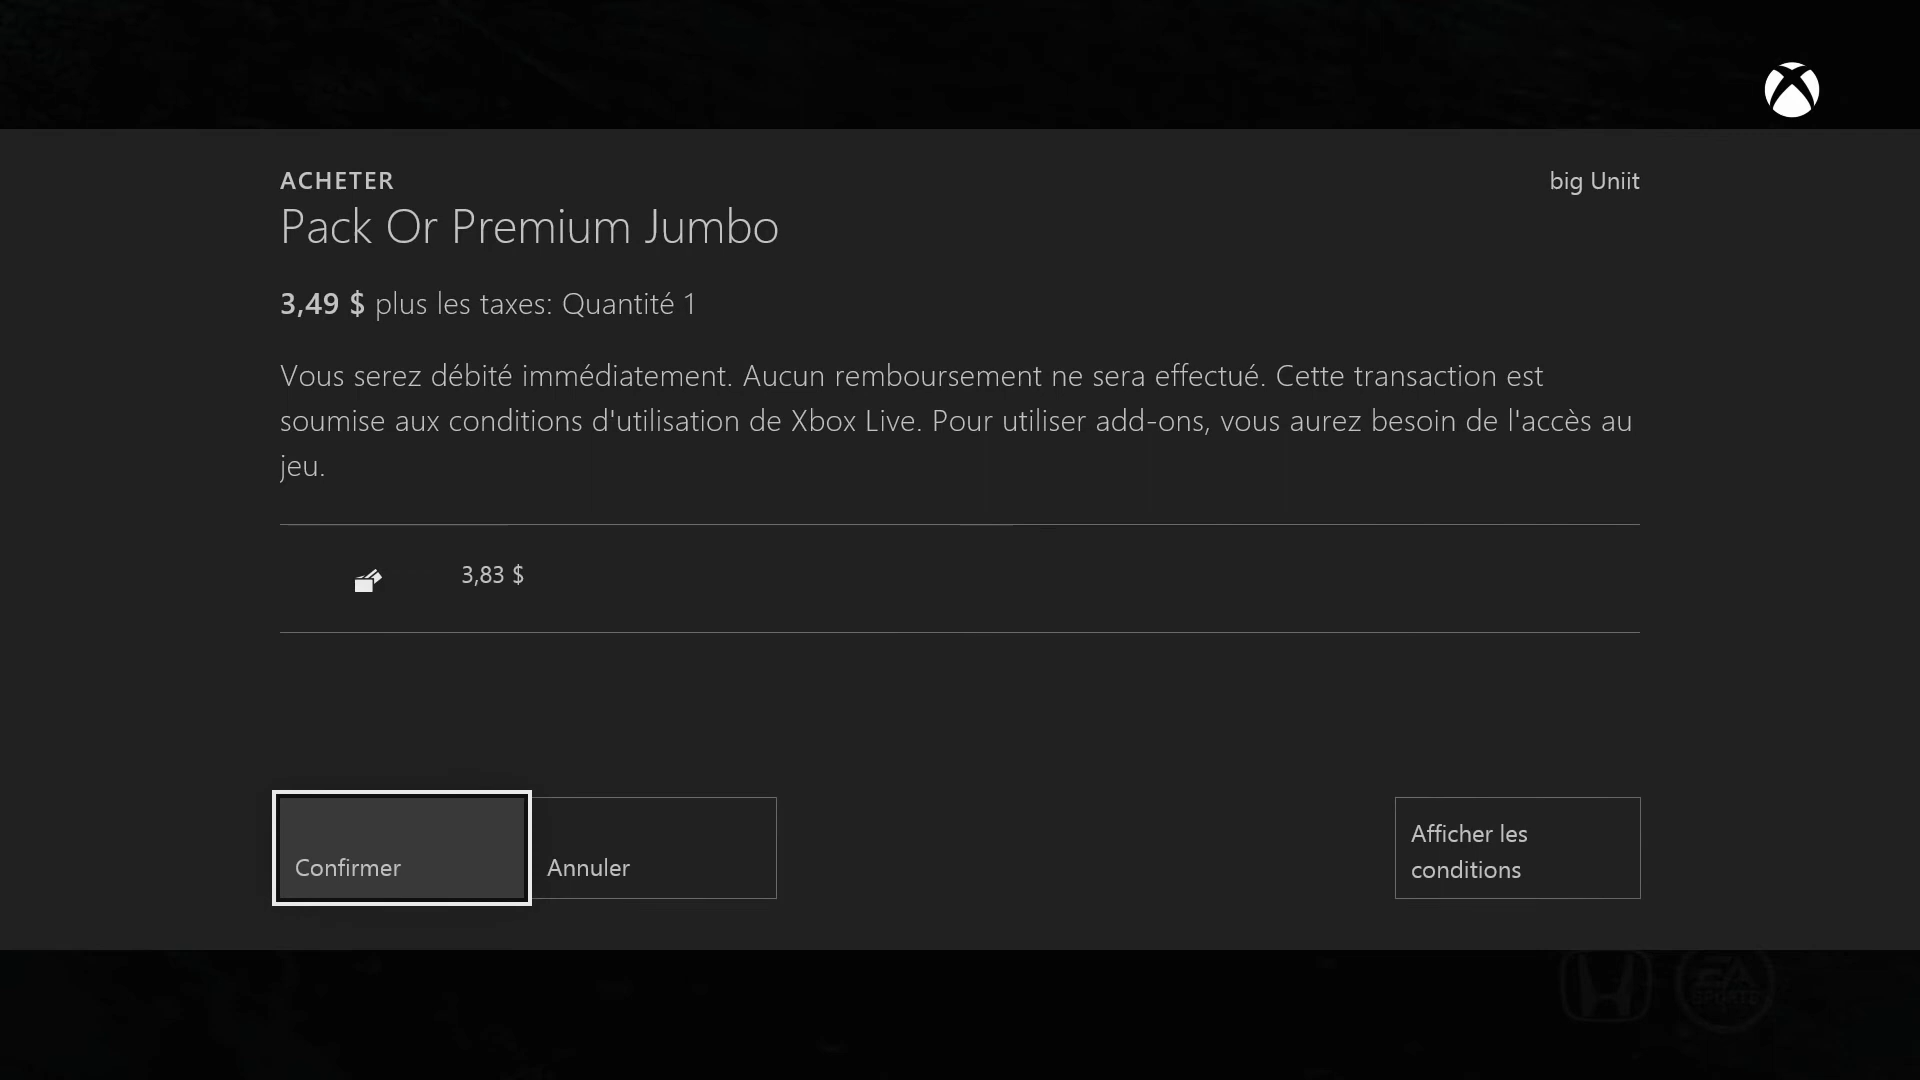 ACHETER
big Uniit
Pack Or Premium Jumbo
3,49 $ plus les taxes: Quantité 1
Vous serez débité immédiatement. Aucun remboursement ne sera effectué. Cette transaction est
soumise aux conditions d'utilisation de Xbox Live. Pour utiliser add-ons, vous aurez besoin de l'accès au
jeu.
3,83 $
Confirmer
Annuler
Afficher les
conditions
EA
SPORTS